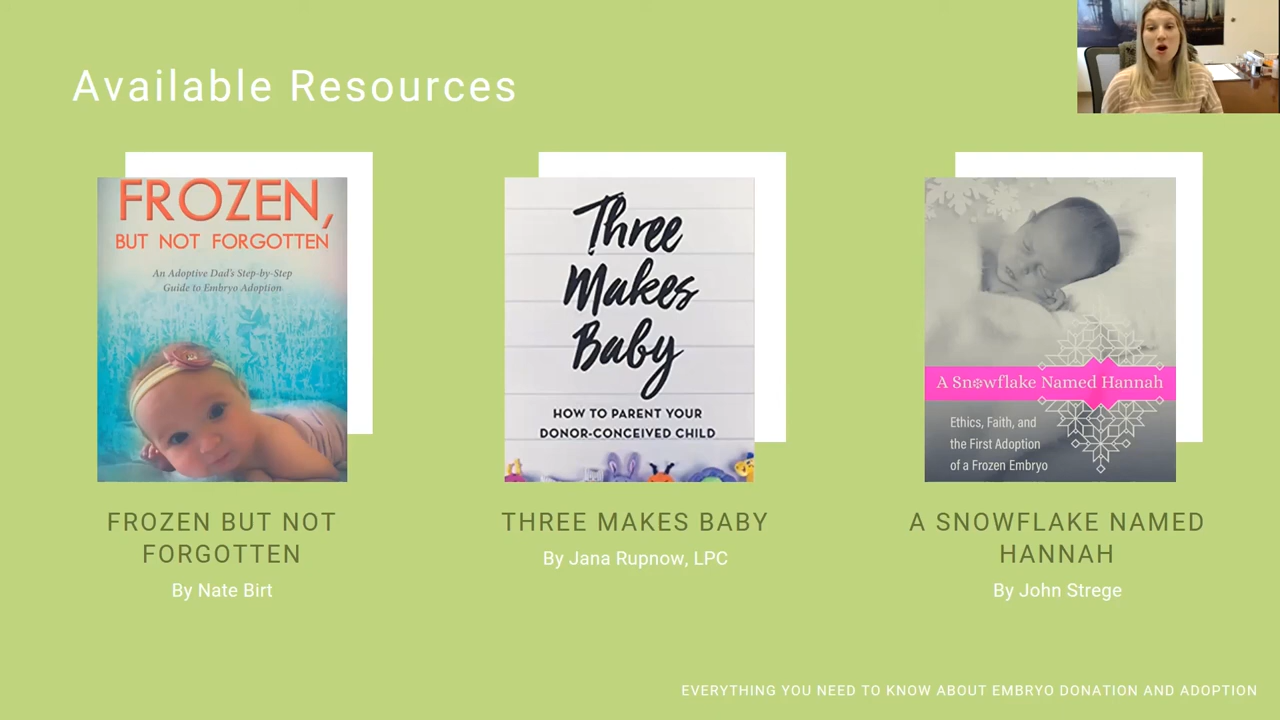 Available Resources
FROZEN,
BUT NOT FORGOTTEN
An Adoptive Dad's Step-by-Step
Guide to Embryo Adoption
FROZEN BUT NOT
FORGOTTEN
By Nate Birt
Three
Makes
Baby
HOW TO PARENT YOUR
DONOR-CONCEIVED CHILD
THREE MAKES BABY
By Jana Rupnow, LPC
A Snowflake Named Hannah
Ethics, Faith, and
the First Adoption
of a Frozen Embryo
A SNOWFLAKE NAMED
HANNAH
By John Strege
EVERYTHING YOU NEED TO KNOW ABOUT EMBRYO DONATION AND ADOPTION